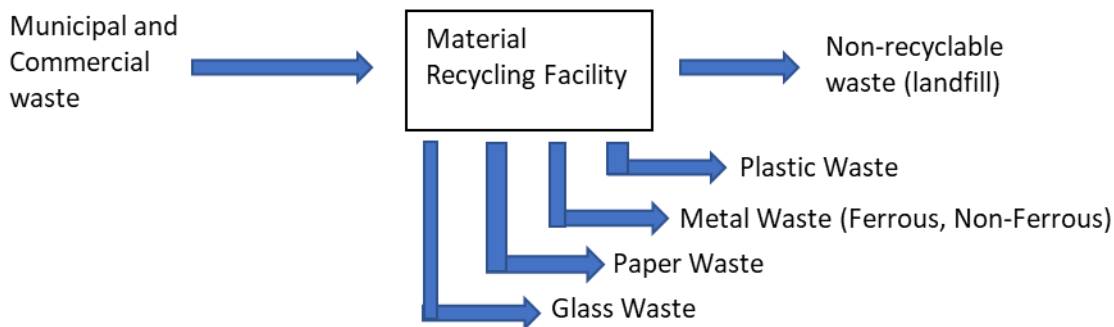 Municipal and
Commercial
waste
Material
Recycling Facility
Non-recyclable
waste (landfill)
Plastic Waste
Metal Waste (Ferrous, Non-Ferrous)
Paper Waste
Glass Waste